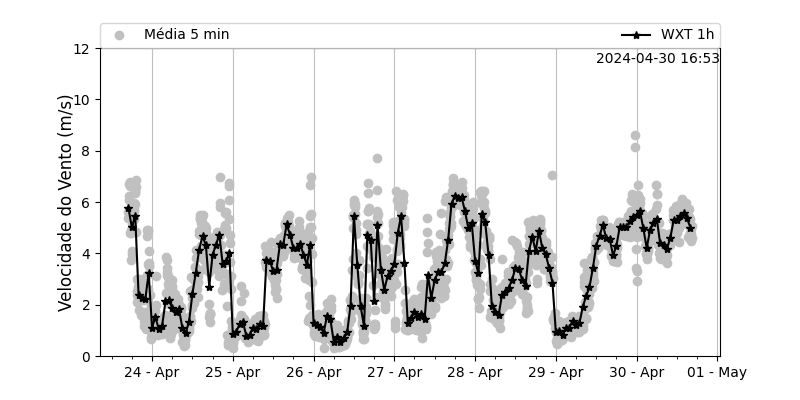 Média 5 min
WXT 1h
2024-04-30 16:53
Velocidade do Vento (m/s)
12
10
8
6
4
2
0
24 - Apr
25 - Apr
26 - Apr
27 - Apr
28 - Apr
29 - Apr
30 - Apr
01 - May